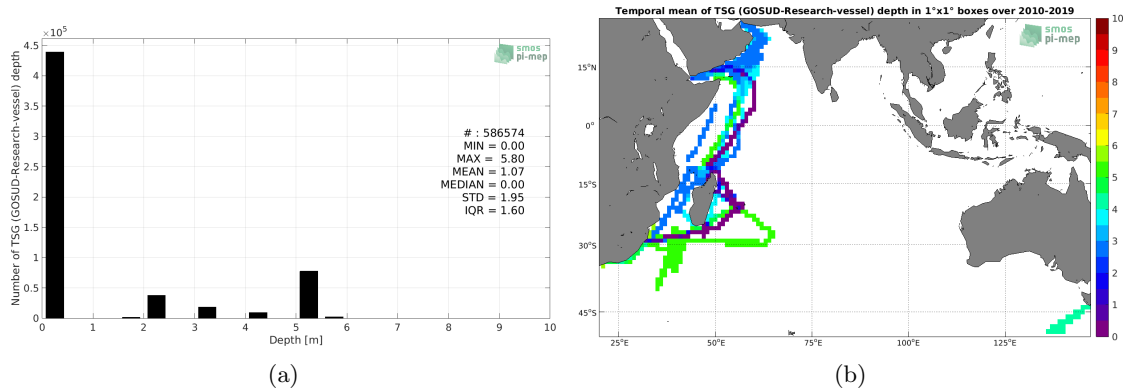 ×10⁵
4.5
4
3.5
3
2.5
2
1.5
1
0.5
0
Number of TSG (GOSUD-Research-vessel) depth
smos
pi-mep
# : 586574
MIN = 0.00
MAX = 5.80
MEAN = 1.07
MEDIAN = 0.00
STD = 1.95
IQR = 1.60
0 1 2 3 4 5 6 7 8 9 10
Depth [m]
(a)
Temporal mean of TSG (GOSUD-Research-vessel) depth in 1°x1° boxes over 2010-2019
smos
pi-mep
15°N
0°
15°S
30°S
45°S
25°E 50°E 75°E 100°E 125°E
10
9
8
7
6
5
4
3
2
1
0
(b)